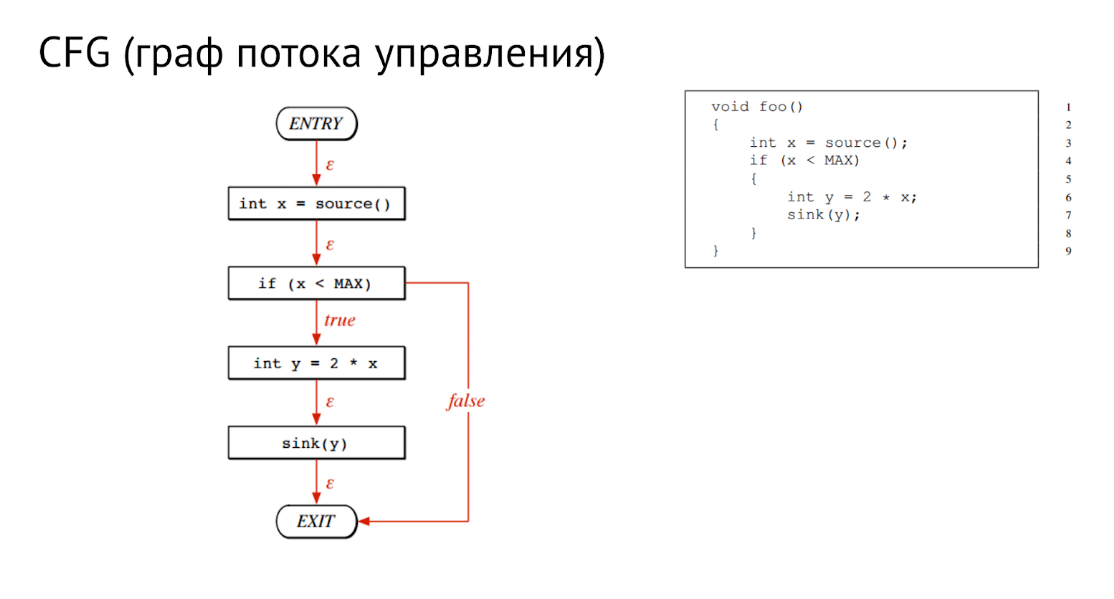 CFG (граф потока управления)
ENTRY
ε
int x = source()
ε
if (x < MAX)
true
int y = 2 * x
false
ε
sink(y)
ε
EXIT
void foo() 1
{ 2
int x = source(); 3
if (x < MAX) 4
{ 5
int y = 2 * x; 6
sink(y); 7
} 8
} 9